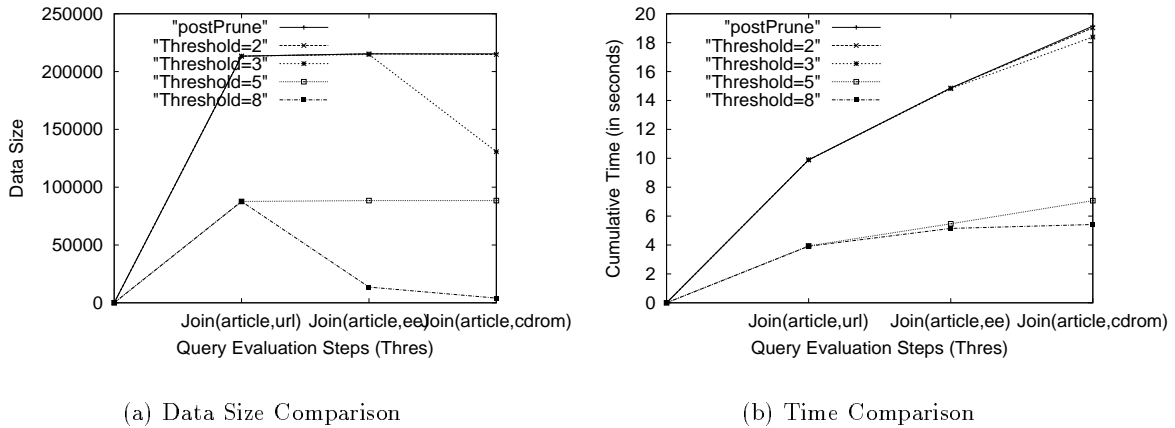 250000
200000
150000
100000
50000
0
Data Size
"postPrune"
"Threshold=2"
"Threshold=3"
"Threshold=5"
"Threshold=8"
Join(article,url) Join(article,ee) Join(article,cdrom)
Query Evaluation Steps (Thres)
(a) Data Size Comparison
20
18
16
14
12
10
8
6
4
2
0
Cumulative Time (in seconds)
"postPrune"
"Threshold=2"
"Threshold=3"
"Threshold=5"
"Threshold=8"
Join(article,url) Join(article,ee) Join(article,cdrom)
Query Evaluation Steps (Thres)
(b) Time Comparison